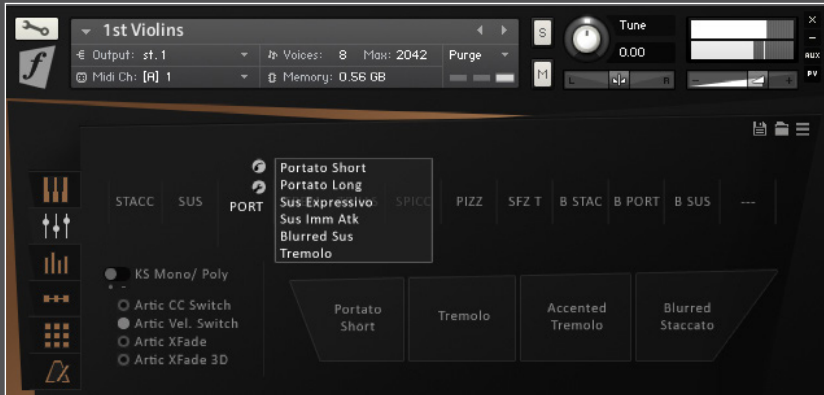 1st Violins
S
Tune
×
Output: st.1
Voices: 8 Max: 2042
Purge
0.00
AUX
Midi Ch: [A] 1
Memory: 0.56 GB
M
L
R
PV
Portato Short
Portato Long
STACC
SUS
PORT
Sus Expressivo
SPICC
PIZZ
SFZ T
B STAC
B PORT
B SUS
---
Sus Imm Atk
Blurred Sus
Tremolo
KS Mono/ Poly
Artic CC Switch
Artic Vel. Switch
Artic XFade
Artic XFade 3D
Portato
Short
Tremolo
Accented
Tremolo
Blurred
Staccato